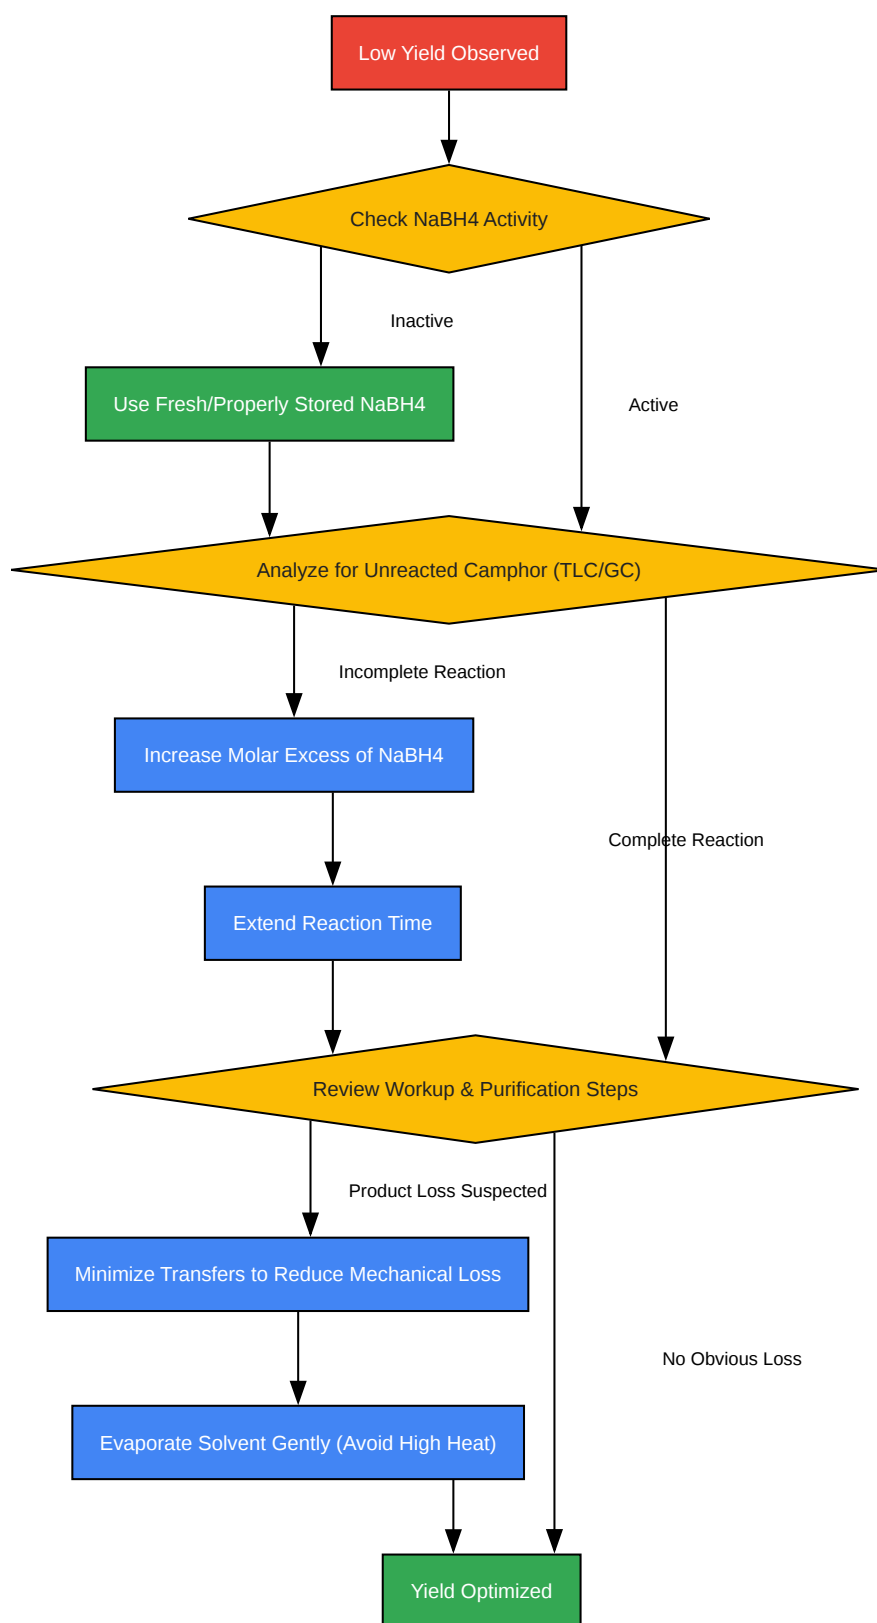 Low Yield Observed
Check NaBH4 Activity
Inactive
Use Fresh/Properly Stored NaBH4
Active
Analyze for Unreacted Camphor (TLC/GC)
Incomplete Reaction
Increase Molar Excess of NaBH4
Complete Reaction
Extend Reaction Time
Review Workup & Purification Steps
Product Loss Suspected
Minimize Transfers to Reduce Mechanical Loss
No Obvious Loss
Evaporate Solvent Gently (Avoid High Heat)
Yield Optimized